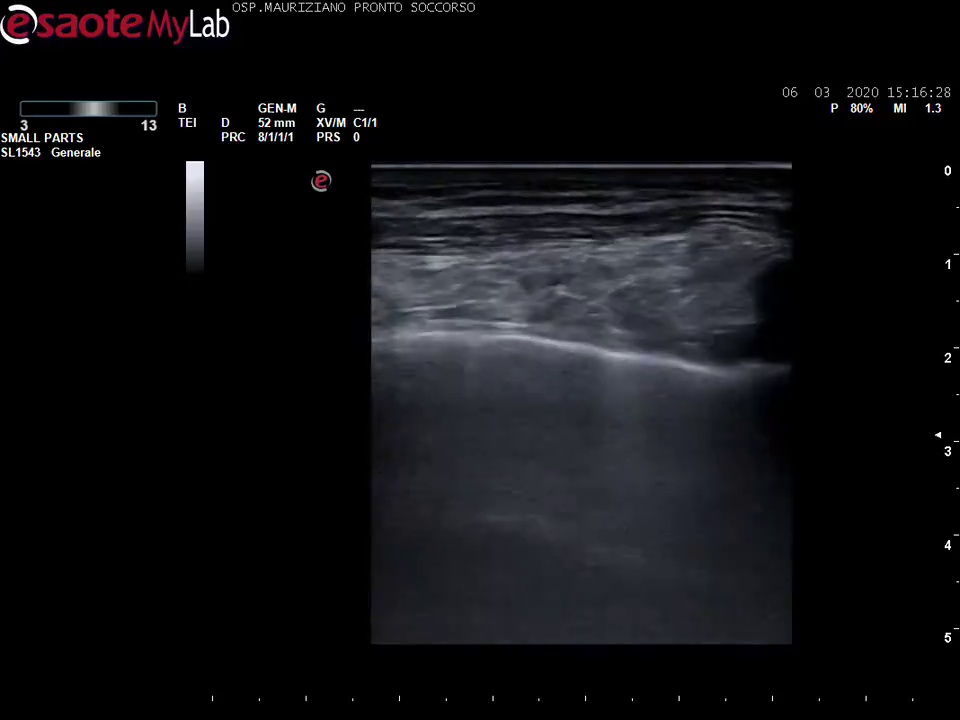 OSP.MAURIZIANO PRONTO SOCCORSO
esaote MyLab
06 03 2020 15:16:28
B GEN-M G ---
P 80% MI 1.3
TEI D 52 mm XV/M C1/1
3 13
PRC 8/1/1/1 PRS 0
SMALL PARTS
SL1543 Generale
e
0
1
2
3
4
5